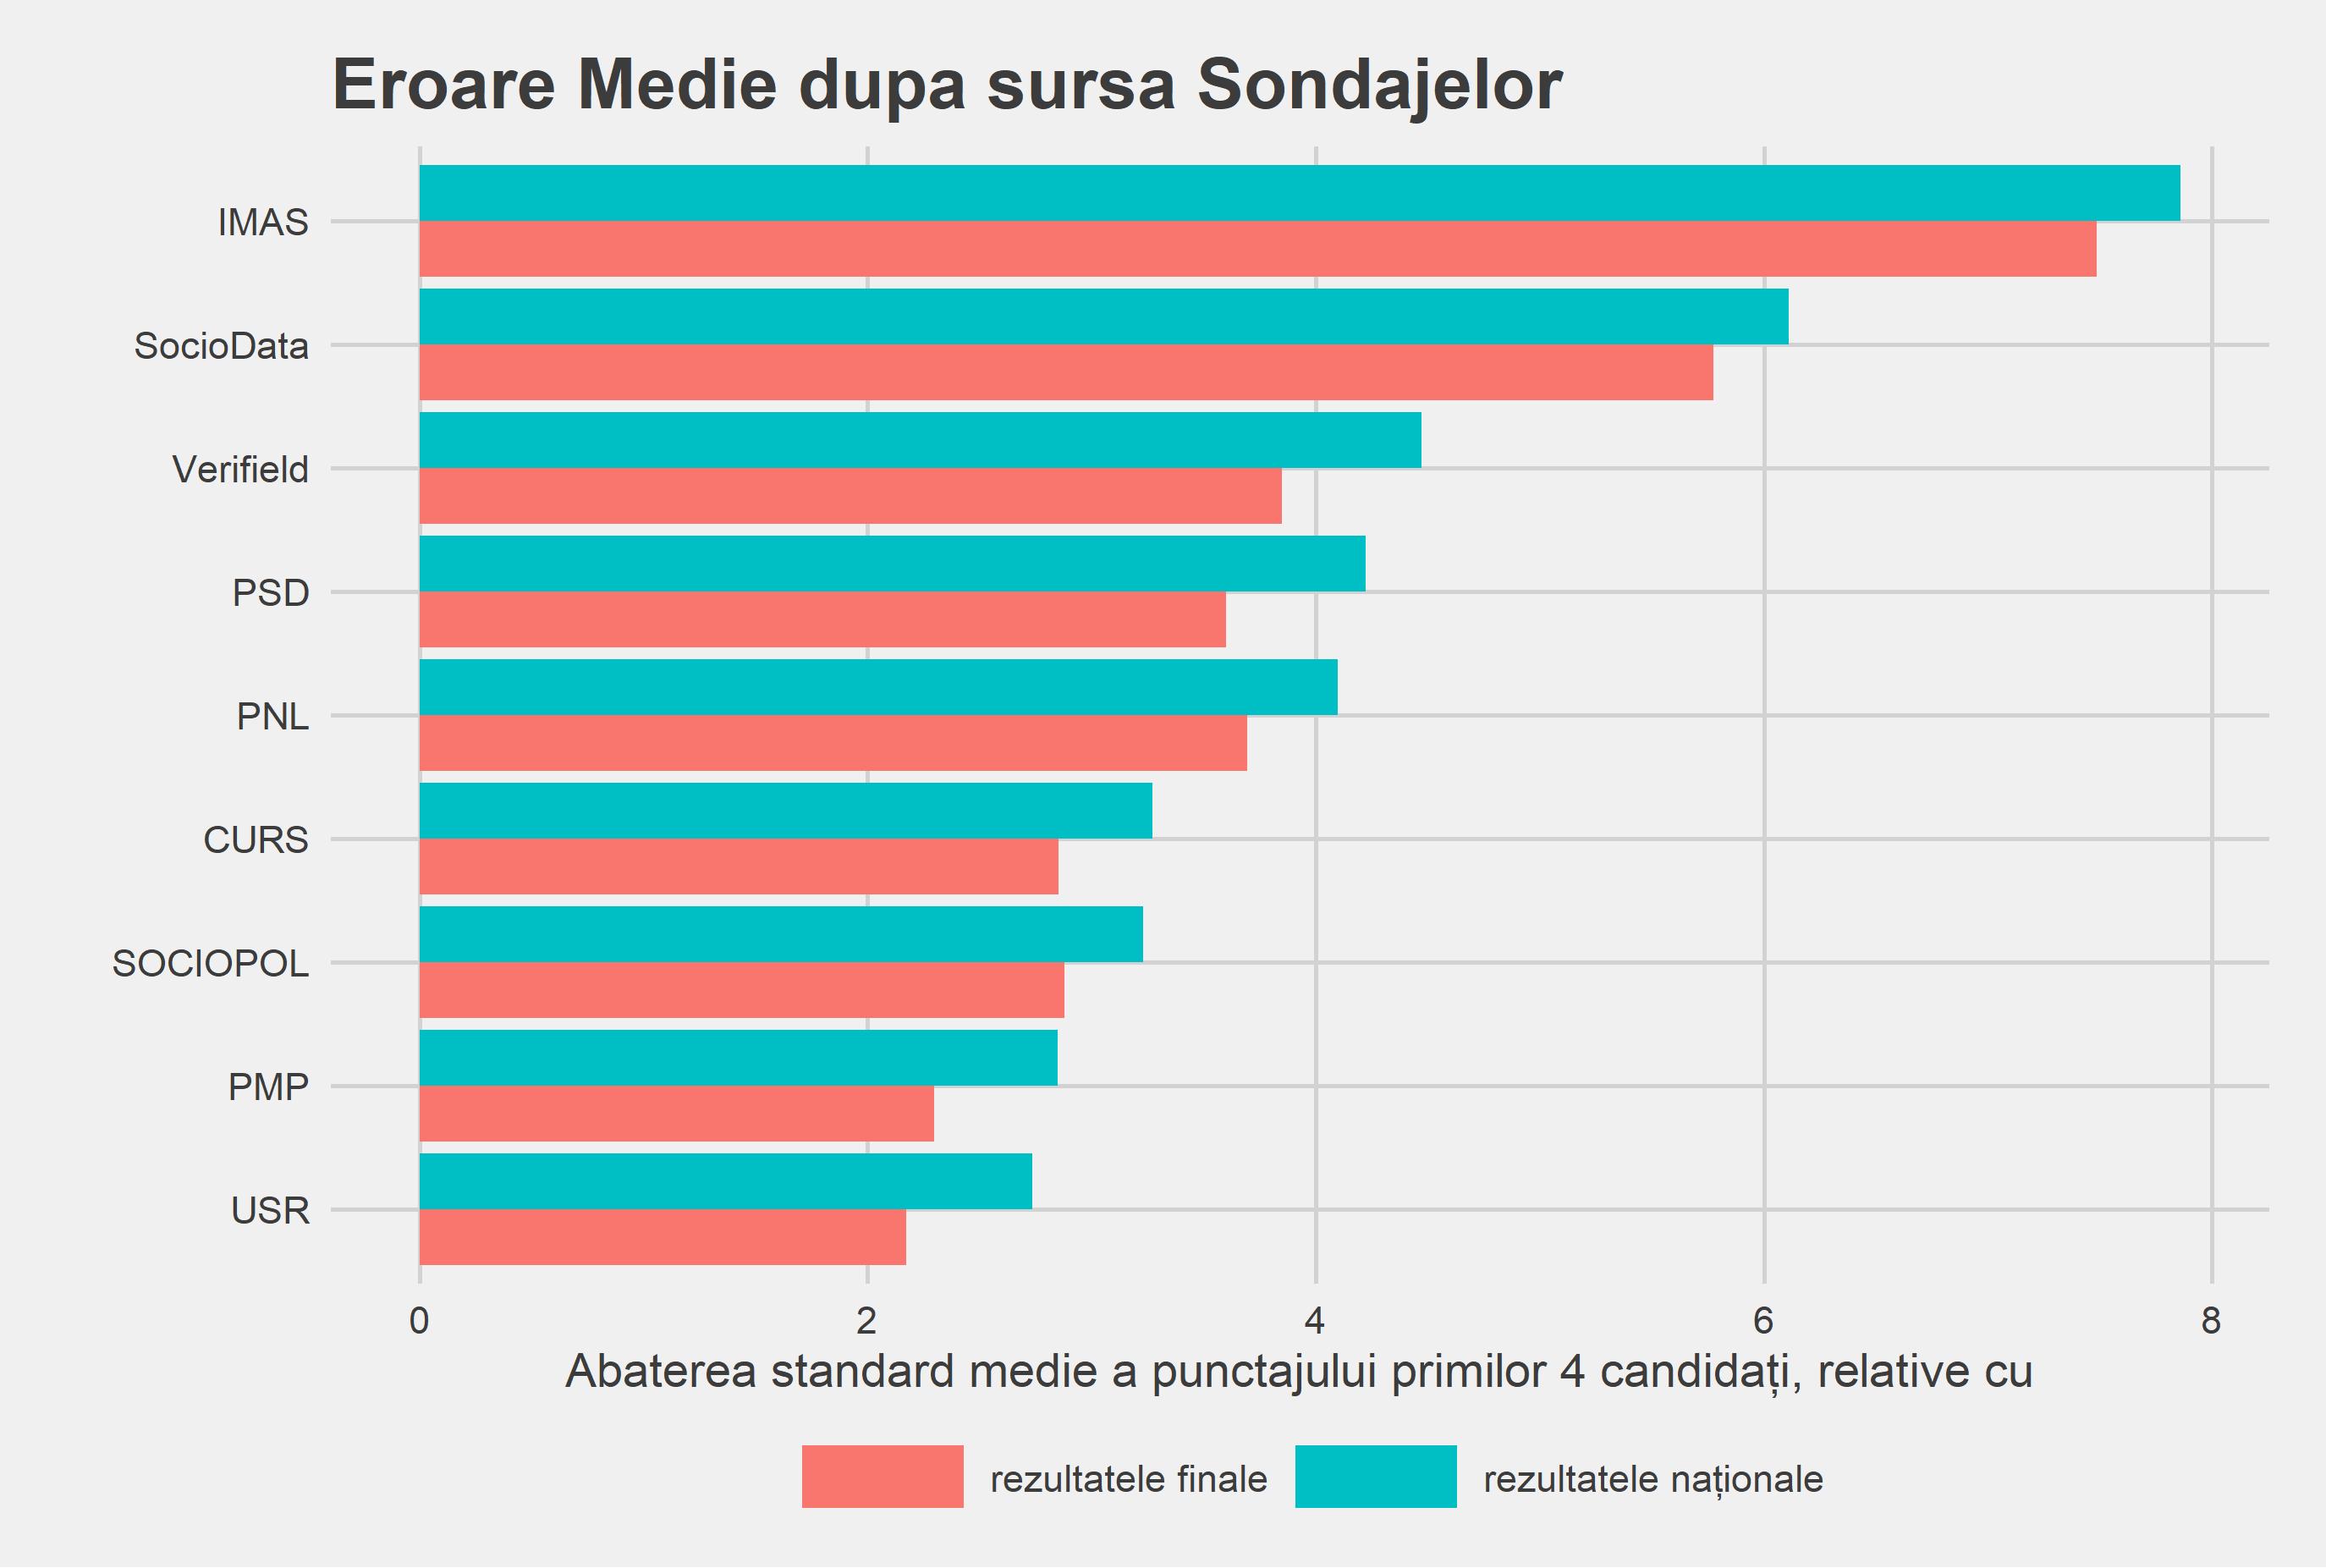 Eroare Medie dupa sursa Sondajelor
IMAS
SocioData
Verifield
PSD
PNL
CURS
SOCIOPOL
PMP
USR
0 2 4 6 8
Abaterea standard medie a punctajului primilor 4 candidați, relative cu
rezultatele finale rezultatele naționale